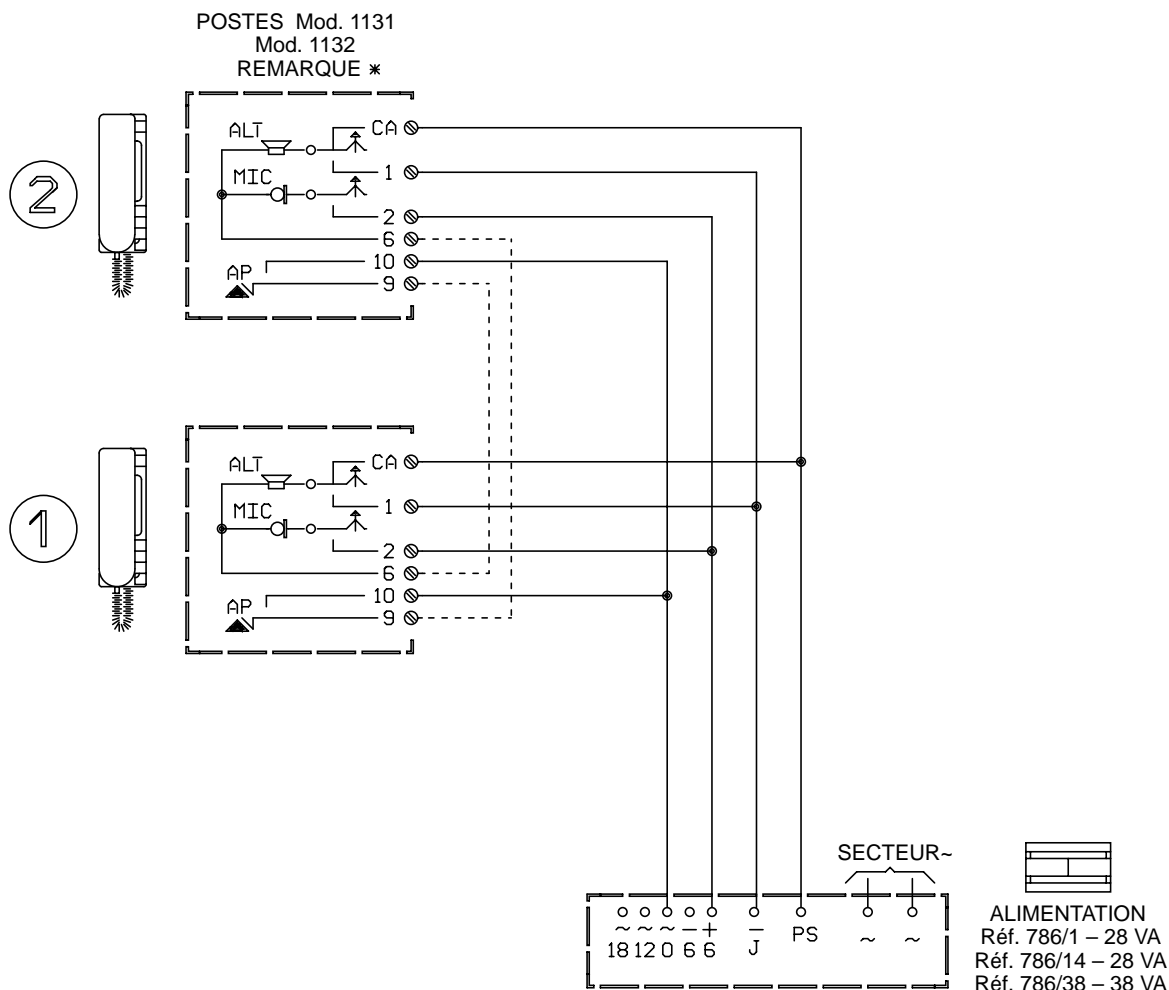 POSTES Mod. 1131
Mod. 1132
REMARQUE *
2
ALT
CA
MIC
1
2
6
10
AP
9
1
ALT
CA
MIC
1
2
6
10
AP
9
SECTEUR~
~ ~ ~ – + – PS ~ ~
18 12 0 6 6 J
ALIMENTATION
Réf. 786/1 – 28 VA
Réf. 786/14 – 28 VA
Réf. 786/38 – 38 VA